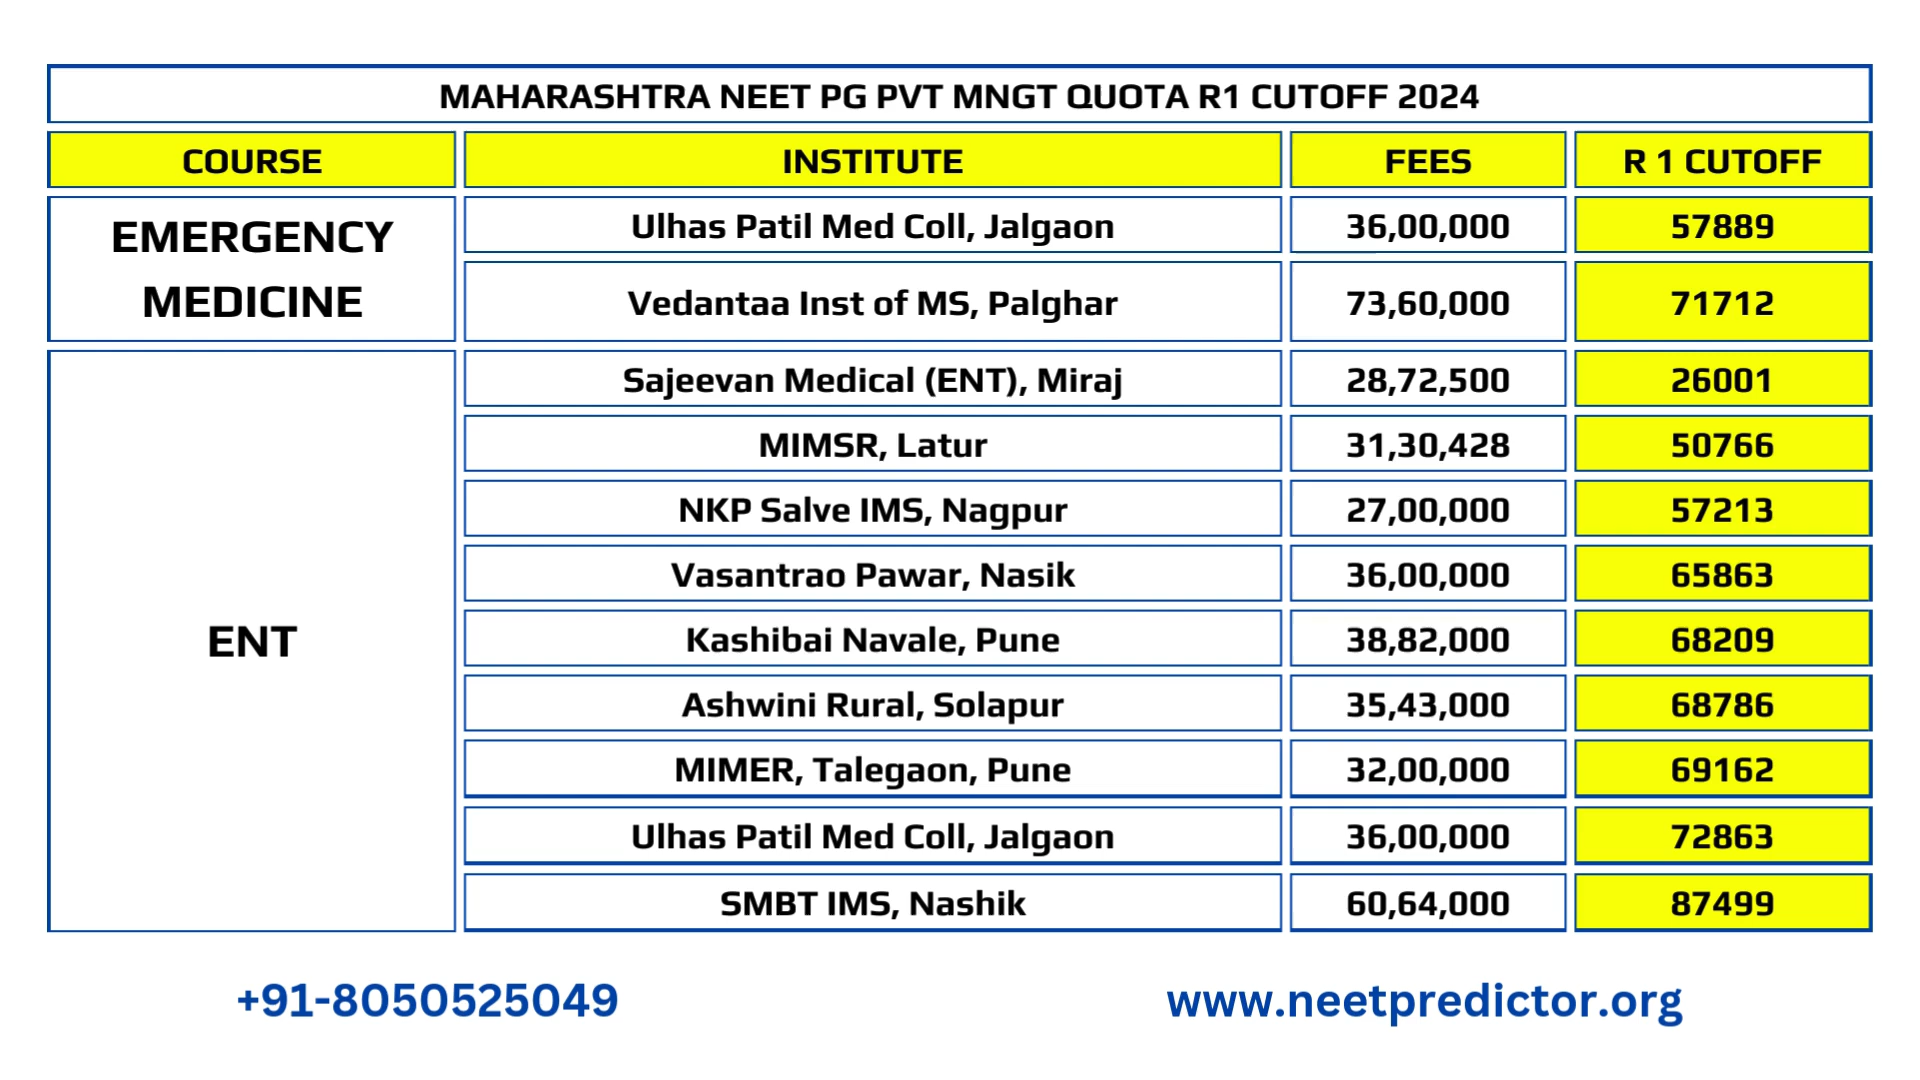 MAHARASHTRA NEET PG PVT MNGT QUOTA R1 CUTOFF 2024
COURSE INSTITUTE FEES R 1 CUTOFF
EMERGENCY
MEDICINE
Ulhas Patil Med Coll, Jalgaon 36,00,000 57889
Vedantaa Inst of MS, Palghar 73,60,000 71712
ENT
Sajeevan Medical (ENT), Miraj 28,72,500 26001
MIMSR, Latur 31,30,428 50766
NKP Salve IMS, Nagpur 27,00,000 57213
Vasantrao Pawar, Nasik 36,00,000 65863
Kashibai Navale, Pune 38,82,000 68209
Ashwini Rural, Solapur 35,43,000 68786
MIMER, Talegaon, Pune 32,00,000 69162
Ulhas Patil Med Coll, Jalgaon 36,00,000 72863
SMBT IMS, Nashik 60,64,000 87499
+91-8050525049 www.neetpredictor.org